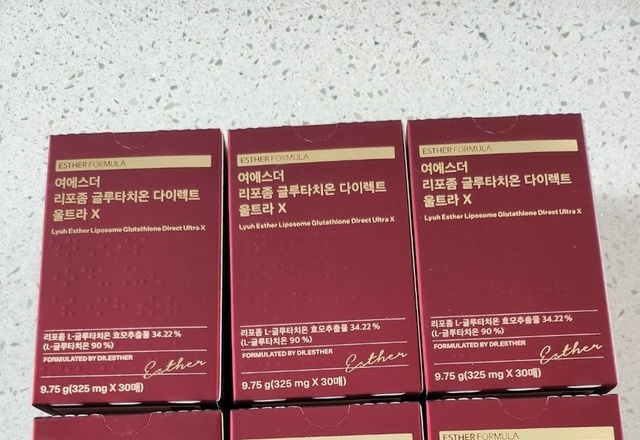 ESTHER FORMULA
여에스더
리포좀 글루타치온 다이렉트
울트라 X
Lyuh Esther Liposome Glutathione Direct Ultra X
리포좀 L-글루타치온 효모추출물 34.22 %
(L-글루타치온 90 %)
FORMULATED BY DR.ESTHER
Esther
9.75 g(325 mg X 30매)
ESTHER FORMULA
여에스더
리포좀 글루타치온 다이렉트
울트라 X
Lyuh Esther Liposome Glutathione Direct Ultra X
리포좀 L-글루타치온 효모추출물 34.22 %
(L-글루타치온 90 %)
FORMULATED BY DR.ESTHER
Esther
9.75 g(325 mg X 30매)
ESTHER FORMULA
여에스더
리포좀 글루타치온 다이렉트
울트라 X
Lyuh Esther Liposome Glutathione Direct Ultra X
리포좀 L-글루타치온 효모추출물 34.22 %
(L-글루타치온 90 %)
FORMULATED BY DR.ESTHER
Esther
9.75 g(325 mg X 30매)
ESTHER FORMULA